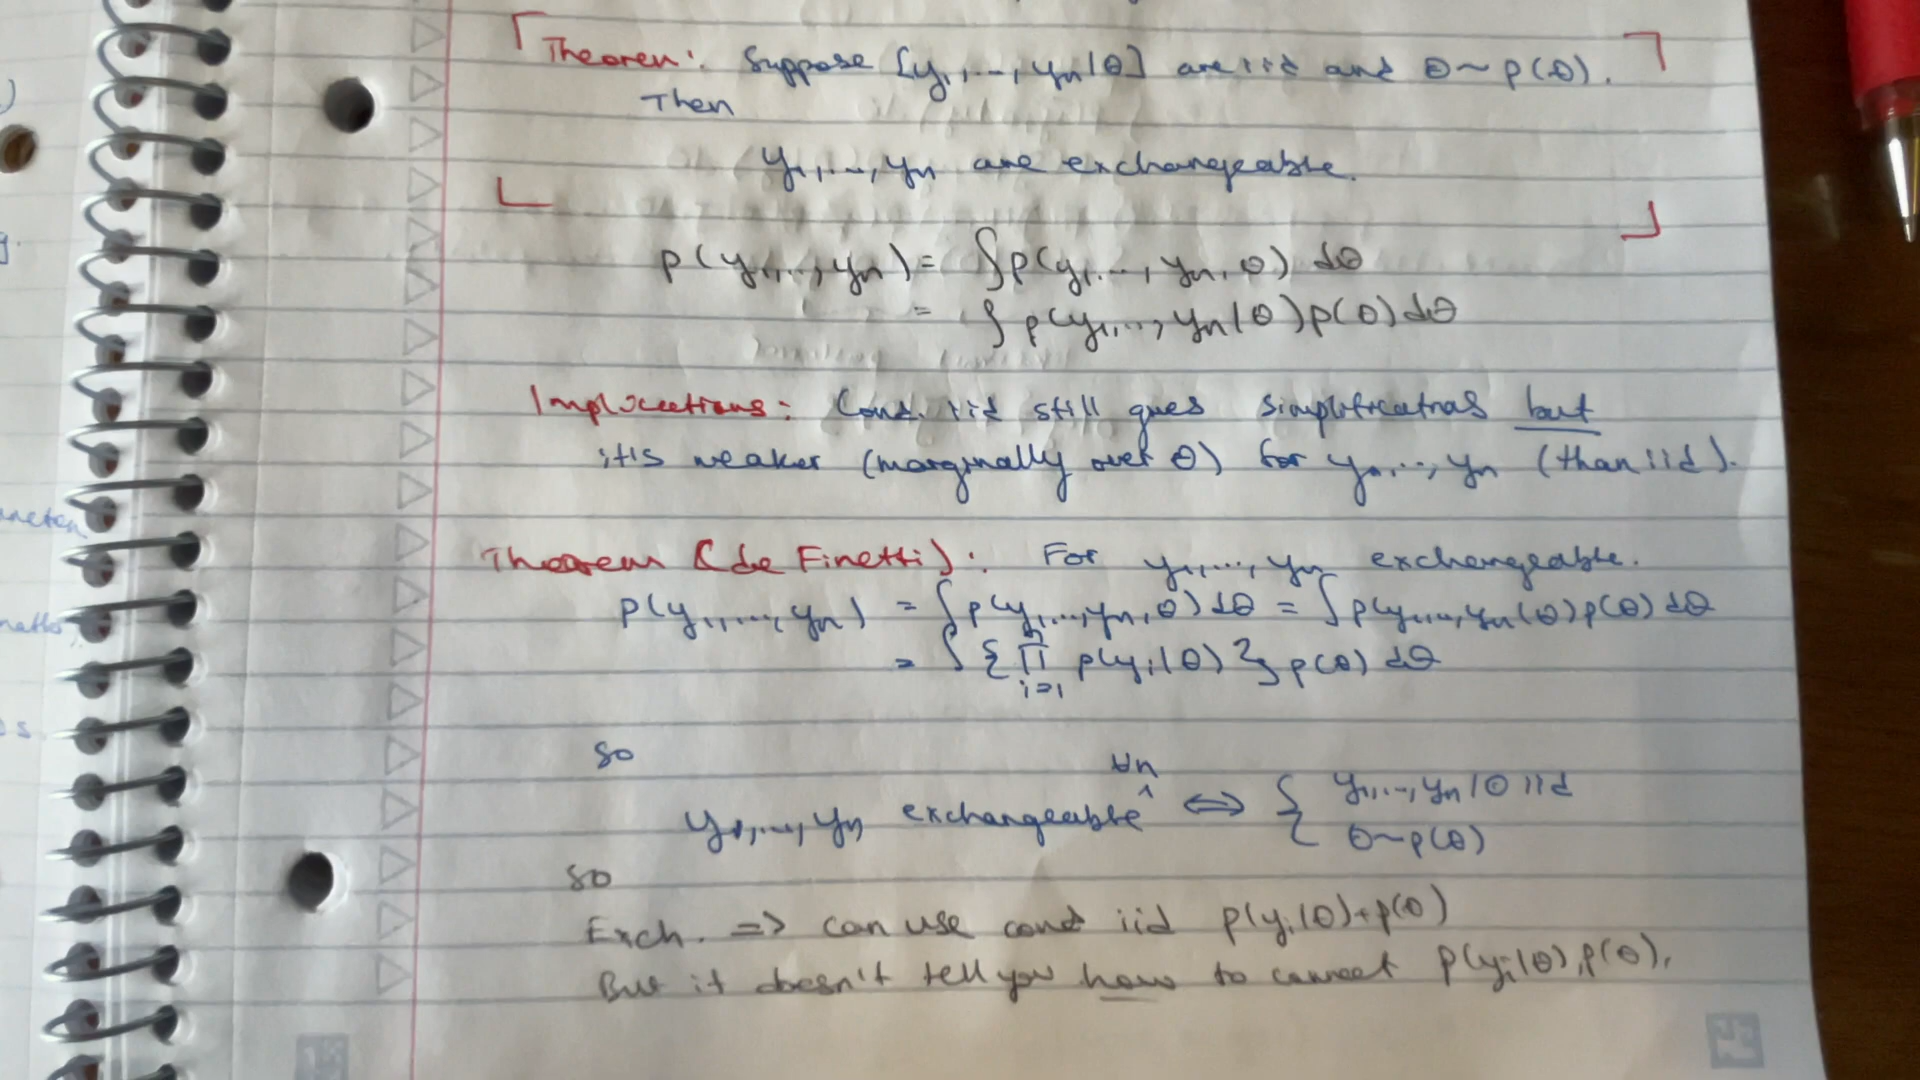 Theorem: Suppose [y₁,...,yₙ|θ] are iid and θ~p(θ).
Then
y₁,...,yₙ are exchangeable.
p(y₁,...,yₙ) = ∫p(y₁,...,yₙ,θ) dθ
= ∫p(y₁,...,yₙ|θ)p(θ)dθ
Implications: Cond. iid still gives simplifications but
it's weaker (marginally over θ) for y₁,...,yₙ (than iid).
Theorem (de Finetti): For y₁,...,yₙ exchangeable.
p(y₁,...,yₙ) = ∫p(y₁,...,yₙ,θ)dθ = ∫p(y₁,...,yₙ|θ)p(θ)dθ
= ∫{∏ᵢ₌₁ⁿ p(yᵢ|θ)}p(θ)dθ
so
y₁,...,yₙ exchangeable ^∀n ⇔ { y₁,...,yₙ|θ iid
θ~p(θ)
so
Exch. => can use cond iid p(yᵢ|θ)+p(θ)
But it doesn't tell you how to p(yᵢ|θ),p(θ).